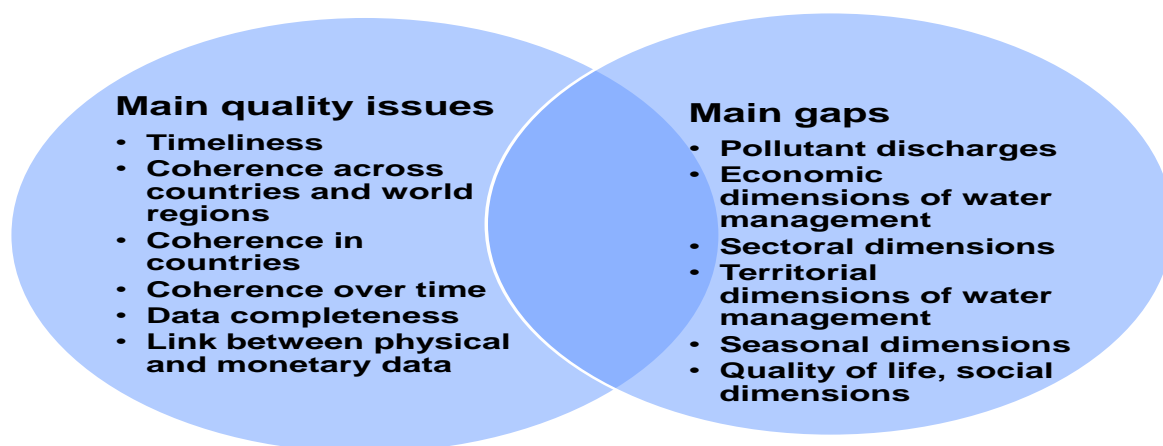 Main quality issues
• Timeliness
• Coherence across
countries and world
regions
• Coherence in
countries
• Coherence over time
• Data completeness
• Link between physical
and monetary data
Main gaps
• Pollutant discharges
• Economic
dimensions of water
management
• Sectoral dimensions
• Territorial
dimensions of water
management
• Seasonal dimensions
• Quality of life, social
dimensions